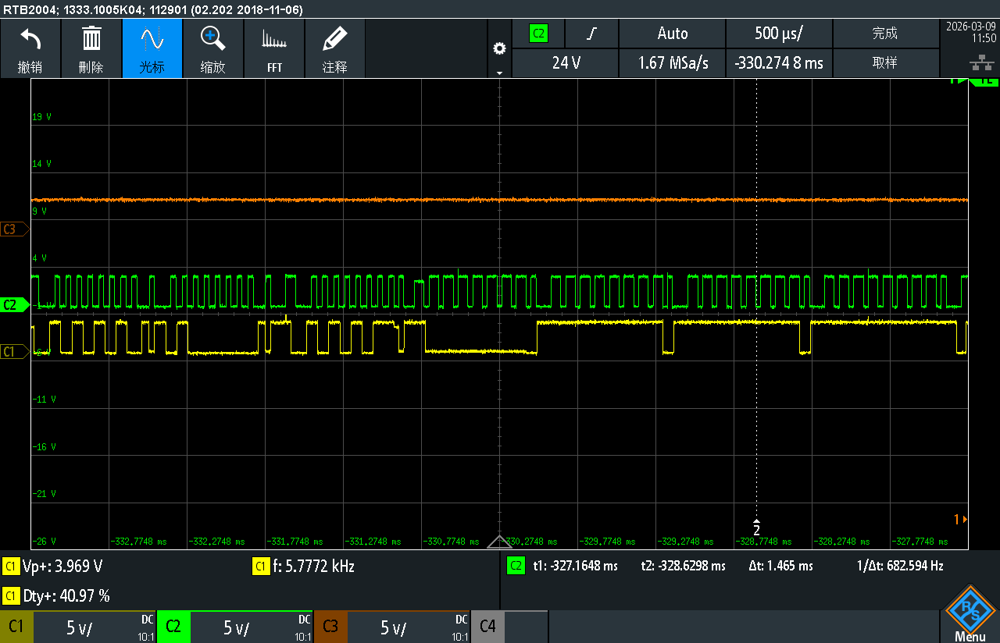 RTB2004; 1333.1005K04; 112901 (02.202 2018-11-06)
撤销 删除 光标 缩放 FFT 注释
C2 Auto 500 µs/ 完成
24 V 1.67 MSa/s -330.274 8 ms 取样
2026-03-09
11:50
19 V
14 V
9 V
C3
4 V
C2
-1 V
C1
-6 V
-11 V
-16 V
-21 V
1
2
-26 V -332.7748 ms -332.2748 ms -331.7748 ms -331.2748 ms -330.7748 ms -330.2748 ms -329.7748 ms -329.2748 ms -328.7748 ms -328.2748 ms -327.7748 ms
C1 Vp+: 3.969 V C1 f: 5.7772 kHz C2 t1: -327.1648 ms t2: -328.6298 ms Δt: 1.465 ms 1/Δt: 682.594 Hz
C1 Dty+: 40.97 %
C1 5 V/ DC 10:1 C2 5 V/ DC 10:1 C3 5 V/ DC 10:1 C4
R S
Menu